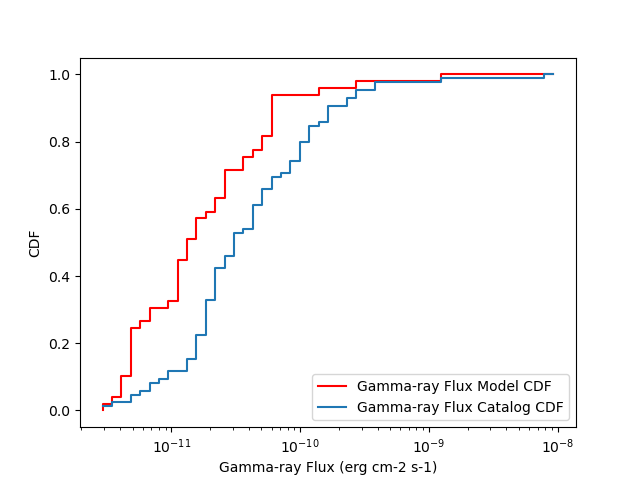 1.0
0.8
0.6
0.4
0.2
0.0
CDF
10⁻¹¹
10⁻¹⁰
10⁻⁹
10⁻⁸
Gamma-ray Flux (erg cm-2 s-1)
Gamma-ray Flux Model CDF
Gamma-ray Flux Catalog CDF